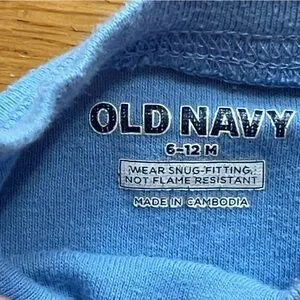 OLD NAVY
6-12 M
WEAR SNUG-FITTING,
NOT FLAME RESISTANT
MADE IN CAMBODIA